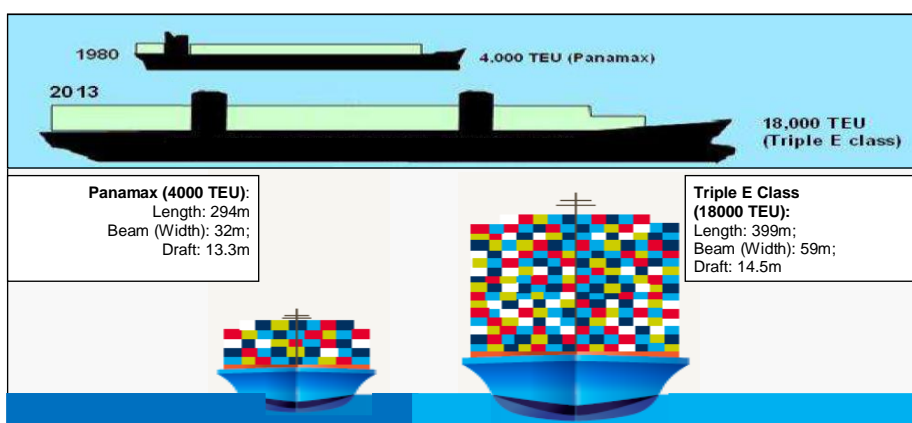 1980
4,000 TEU (Panamax)
2013
18,000 TEU
(Triple E class)
Panamax (4000 TEU):
Length: 294m
Beam (Width): 32m;
Draft: 13.3m
Triple E Class
(18000 TEU):
Length: 399m;
Beam (Width): 59m;
Draft: 14.5m